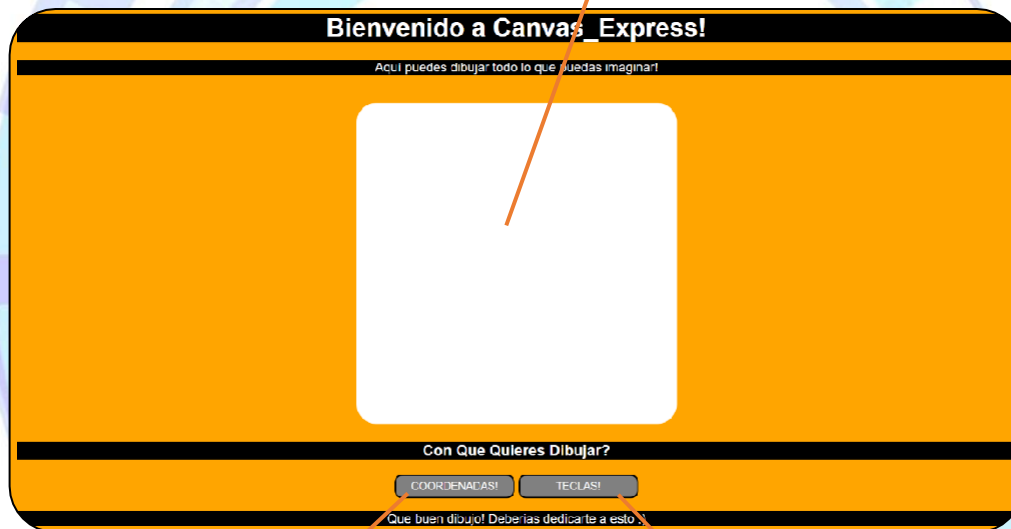 Bienvenido a Canvas_Express!
Aqui puedes dibujar todo lo que puedas imaginar!
Con Que Quieres Dibujar?
COORDENADAS!
TECLAS!
Que buen dibujo! Deberias dedicarte a esto :)